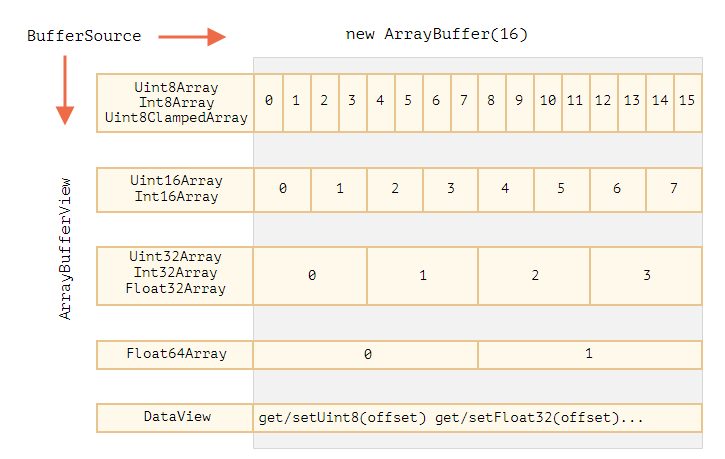 BufferSource
new ArrayBuffer(16)
ArrayBufferView
Uint8Array
Int8Array
Uint8ClampedArray
0 1 2 3 4 5 6 7 8 9 10 11 12 13 14 15
Uint16Array
Int16Array
0 1 2 3 4 5 6 7
Uint32Array
Int32Array
Float32Array
0 1 2 3
Float64Array
0 1
DataView
get/setUint8(offset) get/setFloat32(offset)...